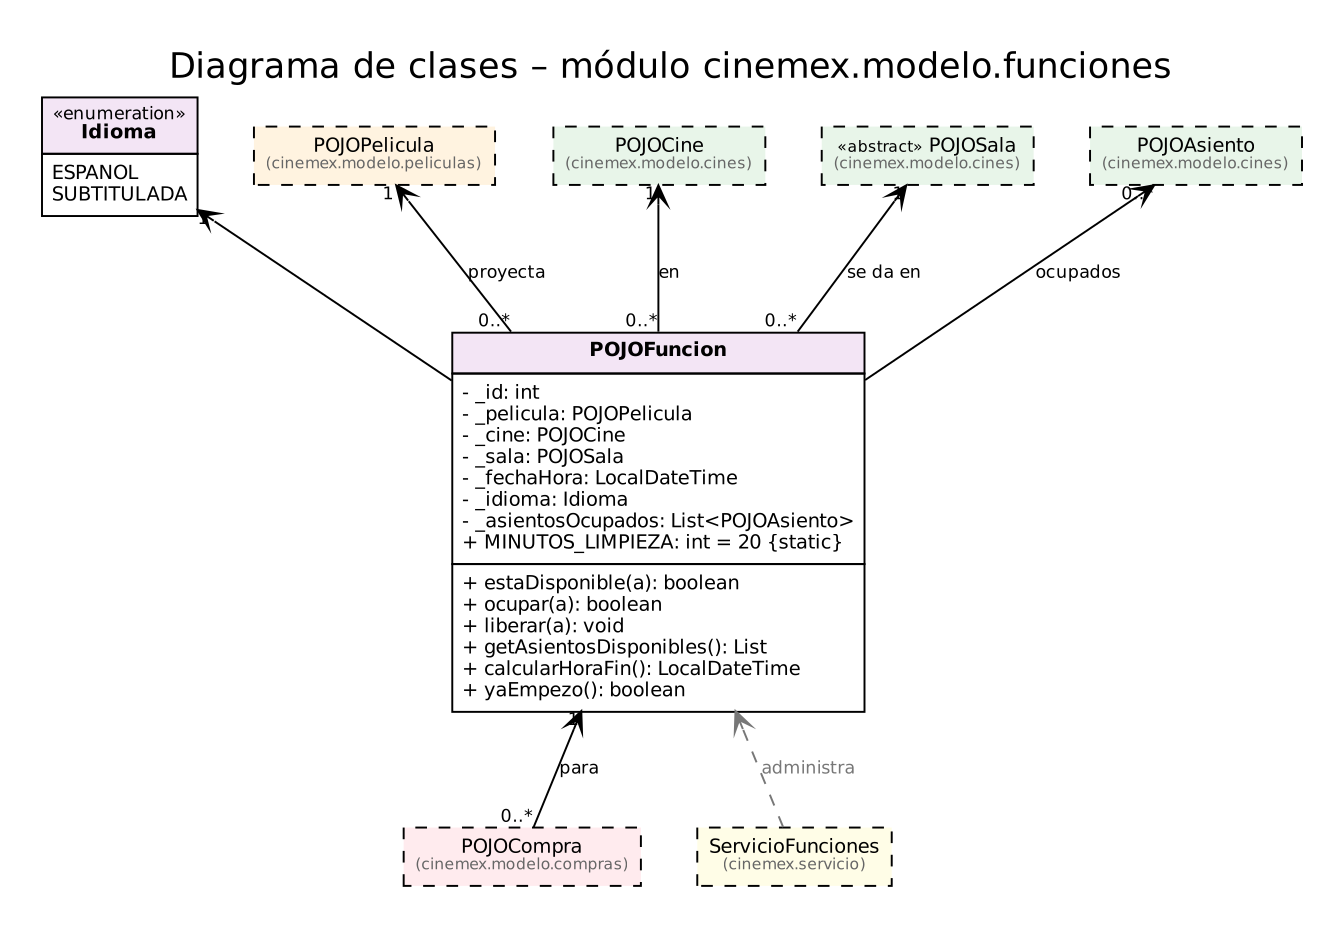 Diagrama de clases – módulo cinemex.modelo.funciones
«enumeration»
Idioma
ESPANOL
SUBTITULADA
POJOPelicula
(cinemex.modelo.peliculas)
POJOCine
(cinemex.modelo.cines)
«abstract» POJOSala
(cinemex.modelo.cines)
POJOAsiento
(cinemex.modelo.cines)
1
1
1
1
0..*
proyecta
en
se da en
ocupados
0..*
0..*
0..*
POJOFuncion
- _id: int
- _pelicula: POJOPelicula
- _cine: POJOCine
- _sala: POJOSala
- _fechaHora: LocalDateTime
- _idioma: Idioma
- _asientosOcupados: List<POJOAsiento>
+ MINUTOS_LIMPIEZA: int = 20 {static}
+ estaDisponible(a): boolean
+ ocupar(a): boolean
+ liberar(a): void
+ getAsientosDisponibles(): List
+ calcularHoraFin(): LocalDateTime
+ yaEmpezo(): boolean
1
para
administra
0..*
POJOCompra
(cinemex.modelo.compras)
ServicioFunciones
(cinemex.servicio)